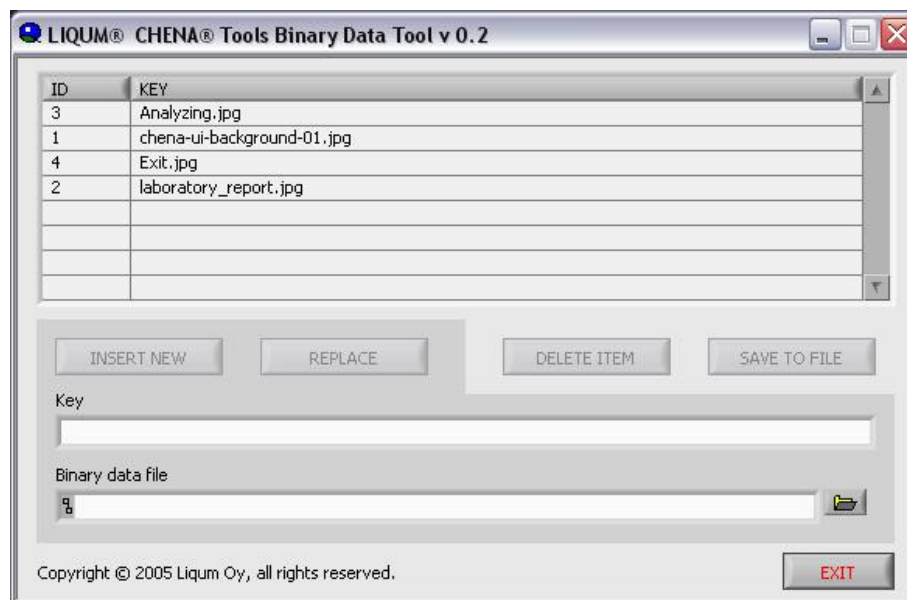 LIQUM® CHENA® Tools Binary Data Tool v 0.2
ID KEY
3 Analyzing.jpg
1 chena-ui-background-01.jpg
4 Exit.jpg
2 laboratory_report.jpg
INSERT NEW REPLACE DELETE ITEM SAVE TO FILE
Key
Binary data file
Copyright © 2005 Liqum Oy, all rights reserved. EXIT